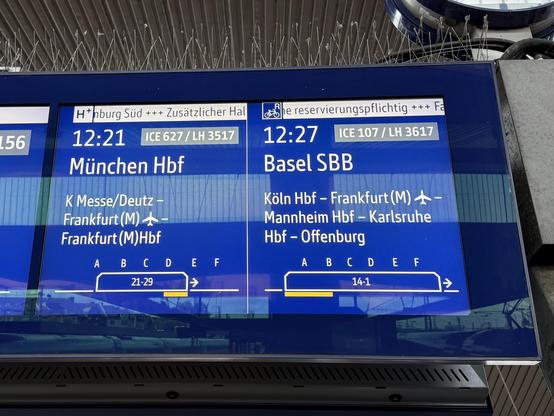 156
H+ nburg Süd +++ Zusätzlicher Hal
12:21 ICE 627 / LH 3517
München Hbf
K Messe/Deutz –
Frankfurt(M) –
Frankfurt(M)Hbf
A B C D E F
21-29
R ne reservierungspflichtig +++ Fa
12:27 ICE 107 / LH 3617
Basel SBB
Köln Hbf – Frankfurt(M) –
Mannheim Hbf – Karlsruhe
Hbf – Offenburg
A B C D E F
14-1